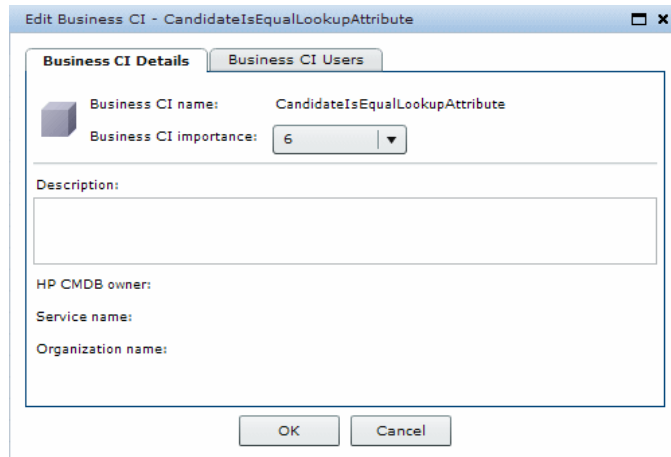 Edit Business CI - CandidateIsEqualLookupAttribute
Business CI Details Business CI Users
Business CI name: CandidateIsEqualLookupAttribute
Business CI importance: 6
Description:
HP CMDB owner:
Service name:
Organization name:
OK Cancel